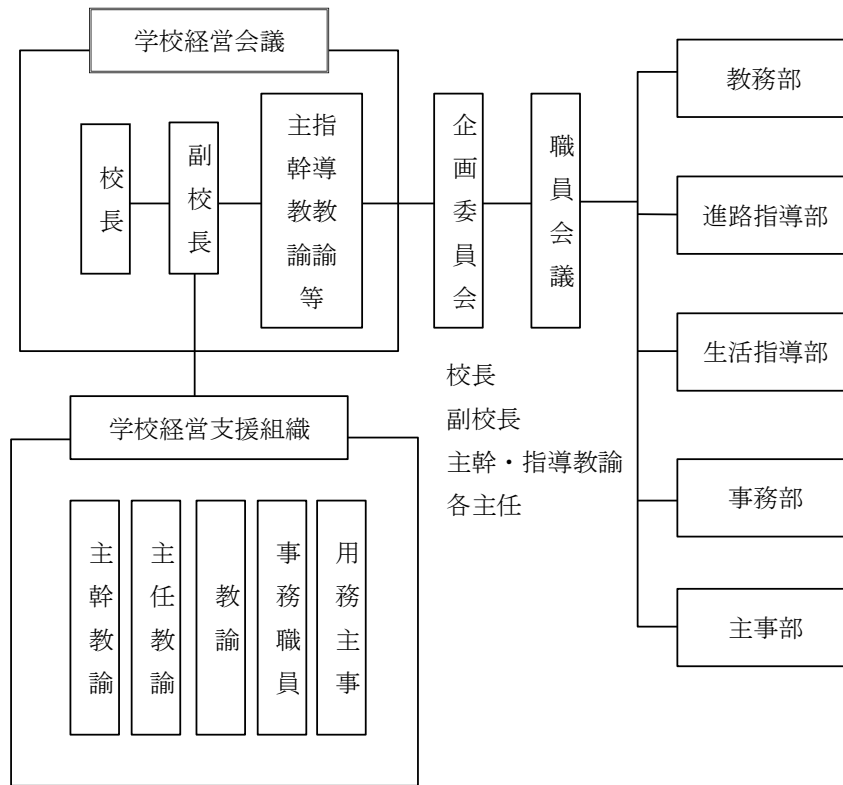 学校経営会議
校長
副校長
指導教諭
主幹教諭等
企画委員会
職員会議
教務部
進路指導部
生活指導部
事務部
主事部
校長
副校長
主幹・指導教諭
各主任
学校経営支援組織
主幹教諭
主任教諭
教諭
事務職員
用務主事